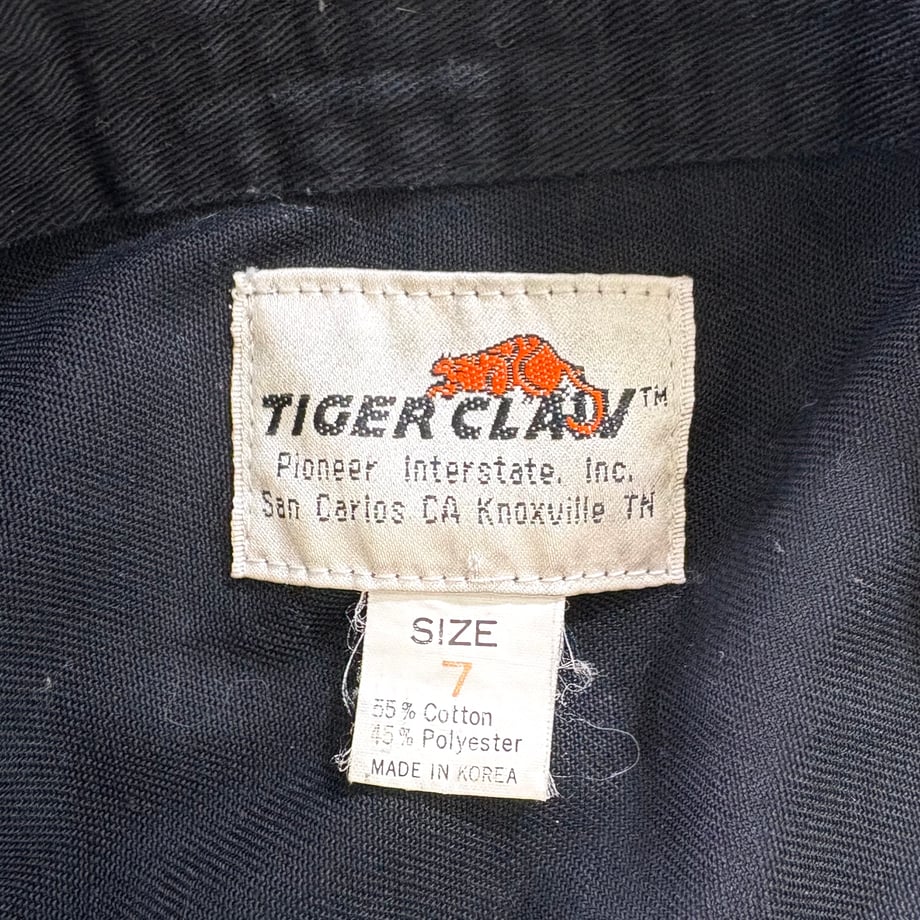 TIGER CLAW™
Pioneer Interstate, Inc.
San Carlos CA Knoxville TN
SIZE
7
55% Cotton
45% Polyester
MADE IN KOREA